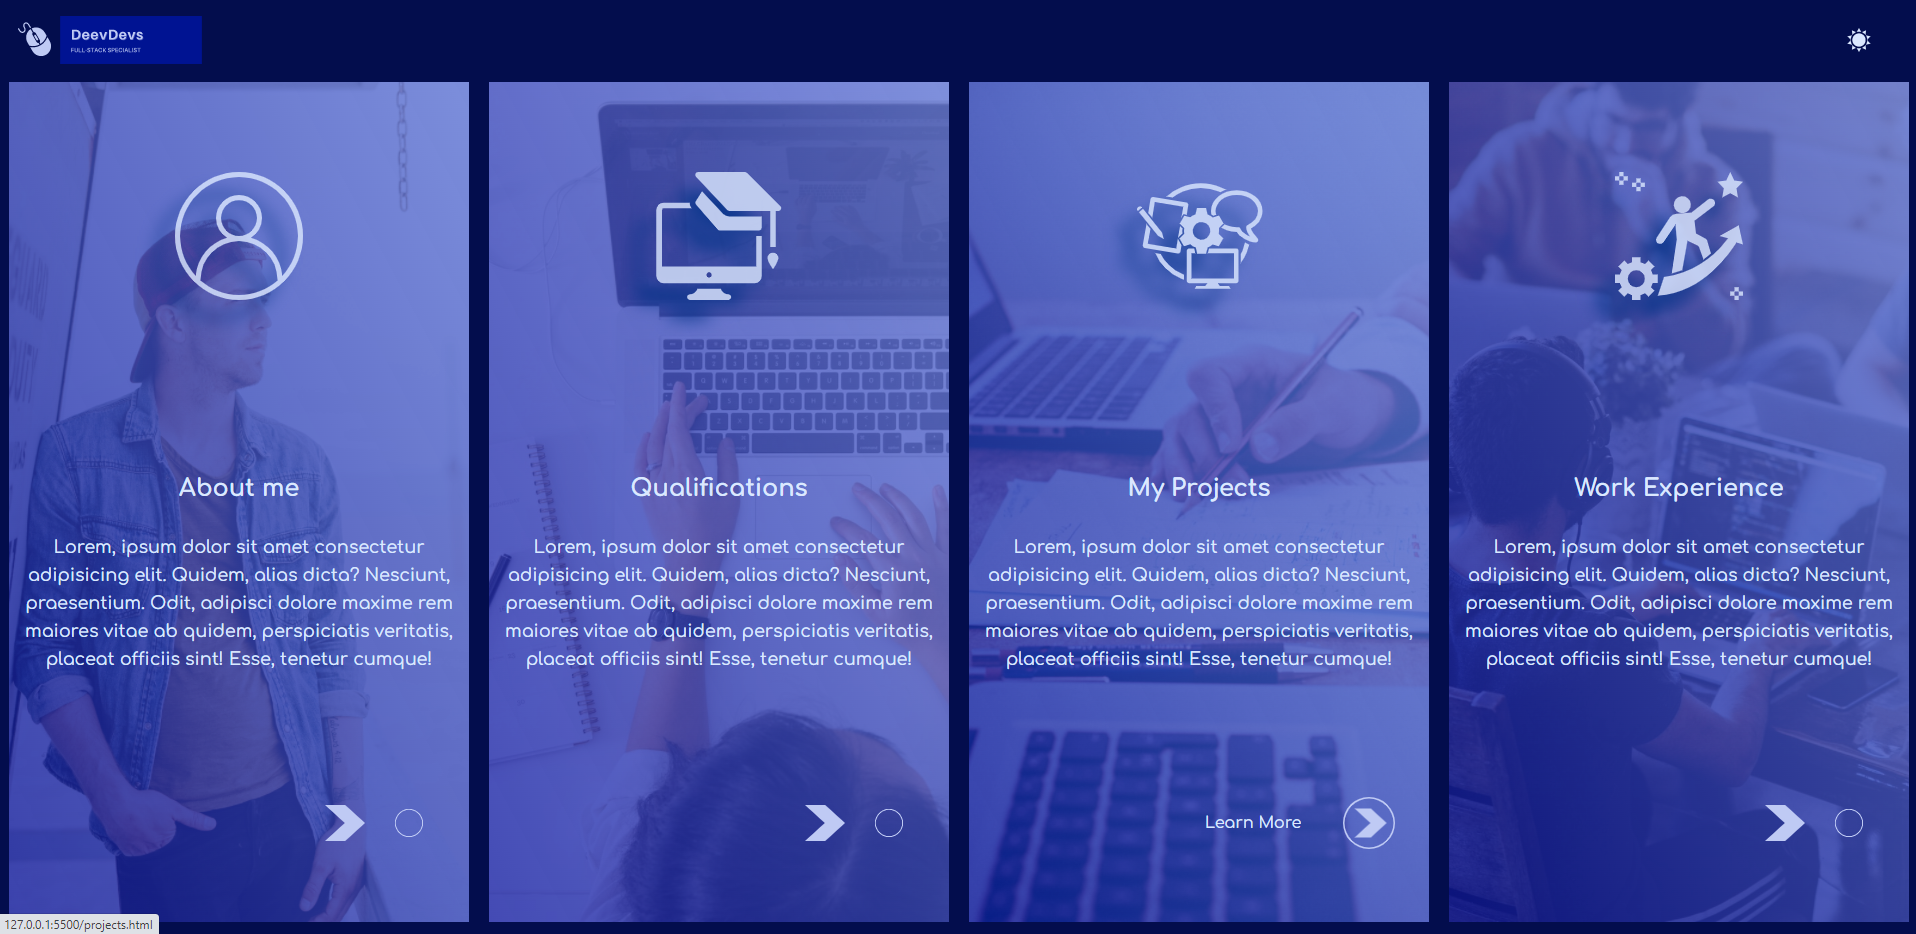 DeevDevs
FULL-STACK SPECIALIST
About me
Lorem, ipsum dolor sit amet consectetur
adipisicing elit. Quidem, alias dicta? Nesciunt,
praesentium. Odit, adipisci dolore maxime rem
maiores vitae ab quidem, perspiciatis veritatis,
placeat officiis sint! Esse, tenetur cumque!
Qualifications
Lorem, ipsum dolor sit amet consectetur
adipisicing elit. Quidem, alias dicta? Nesciunt,
praesentium. Odit, adipisci dolore maxime rem
maiores vitae ab quidem, perspiciatis veritatis,
placeat officiis sint! Esse, tenetur cumque!
My Projects
Lorem, ipsum dolor sit amet consectetur
adipisicing elit. Quidem, alias dicta? Nesciunt,
praesentium. Odit, adipisci dolore maxime rem
maiores vitae ab quidem, perspiciatis veritatis,
placeat officiis sint! Esse, tenetur cumque!
Learn More
Work Experience
Lorem, ipsum dolor sit amet consectetur
adipisicing elit. Quidem, alias dicta? Nesciunt,
praesentium. Odit, adipisci dolore maxime rem
maiores vitae ab quidem, perspiciatis veritatis,
placeat officiis sint! Esse, tenetur cumque!
127.0.0.1:5500/projects.html